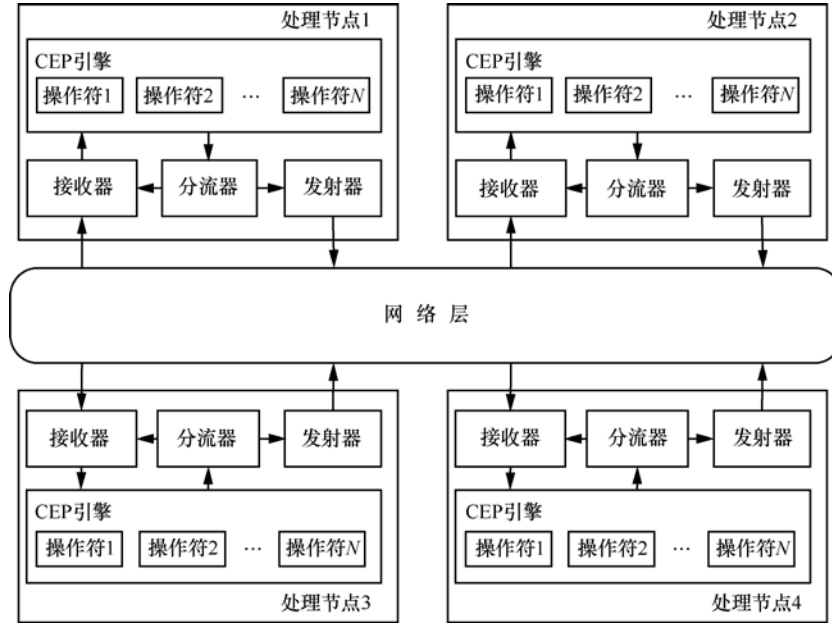 处理节点1
CEP引擎
操作符1 操作符2 … 操作符N
接收器 分流器 发射器
处理节点2
CEP引擎
操作符1 操作符2 … 操作符N
接收器 分流器 发射器
网络层
接收器 分流器 发射器
CEP引擎
操作符1 操作符2 … 操作符N
处理节点3
接收器 分流器 发射器
CEP引擎
操作符1 操作符2 … 操作符N
处理节点4